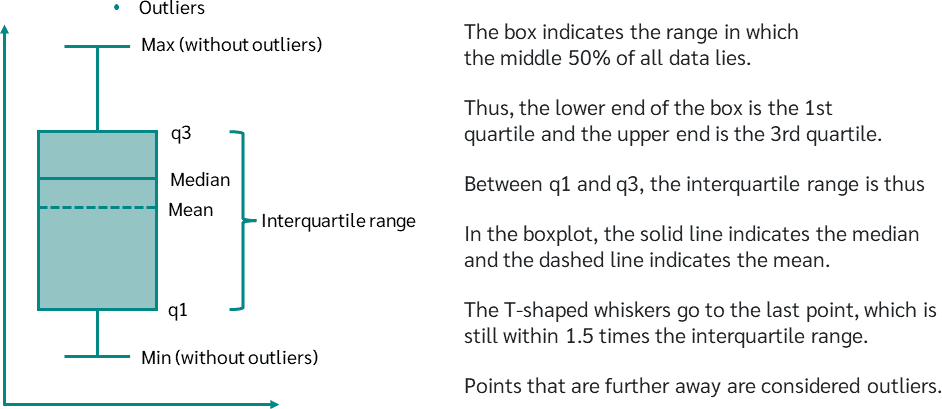 Outliers
Max (without outliers)
q3
Median
Mean
Interquartile range
q1
Min (without outliers)
The box indicates the range in which
the middle 50% of all data lies.
Thus, the lower end of the box is the 1st
quartile and the upper end is the 3rd quartile.
Between q1 and q3, the interquartile range is thus
In the boxplot, the solid line indicates the median
and the dashed line indicates the mean.
The T-shaped whiskers go to the last point, which is
still within 1.5 times the interquartile range.
Points that are further away are considered outliers.